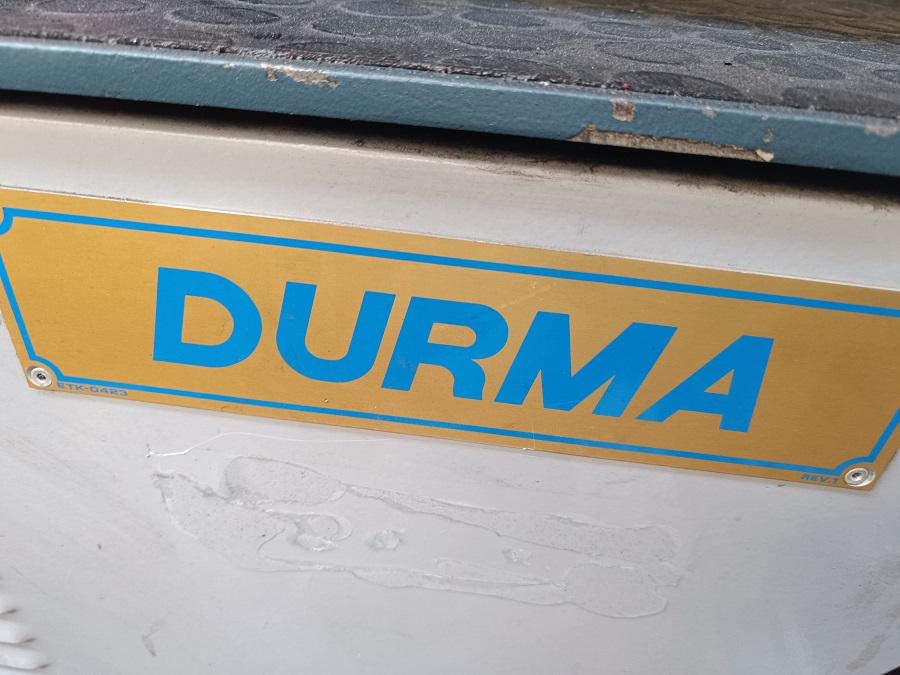 DURMA
ETK-0423
REV.1